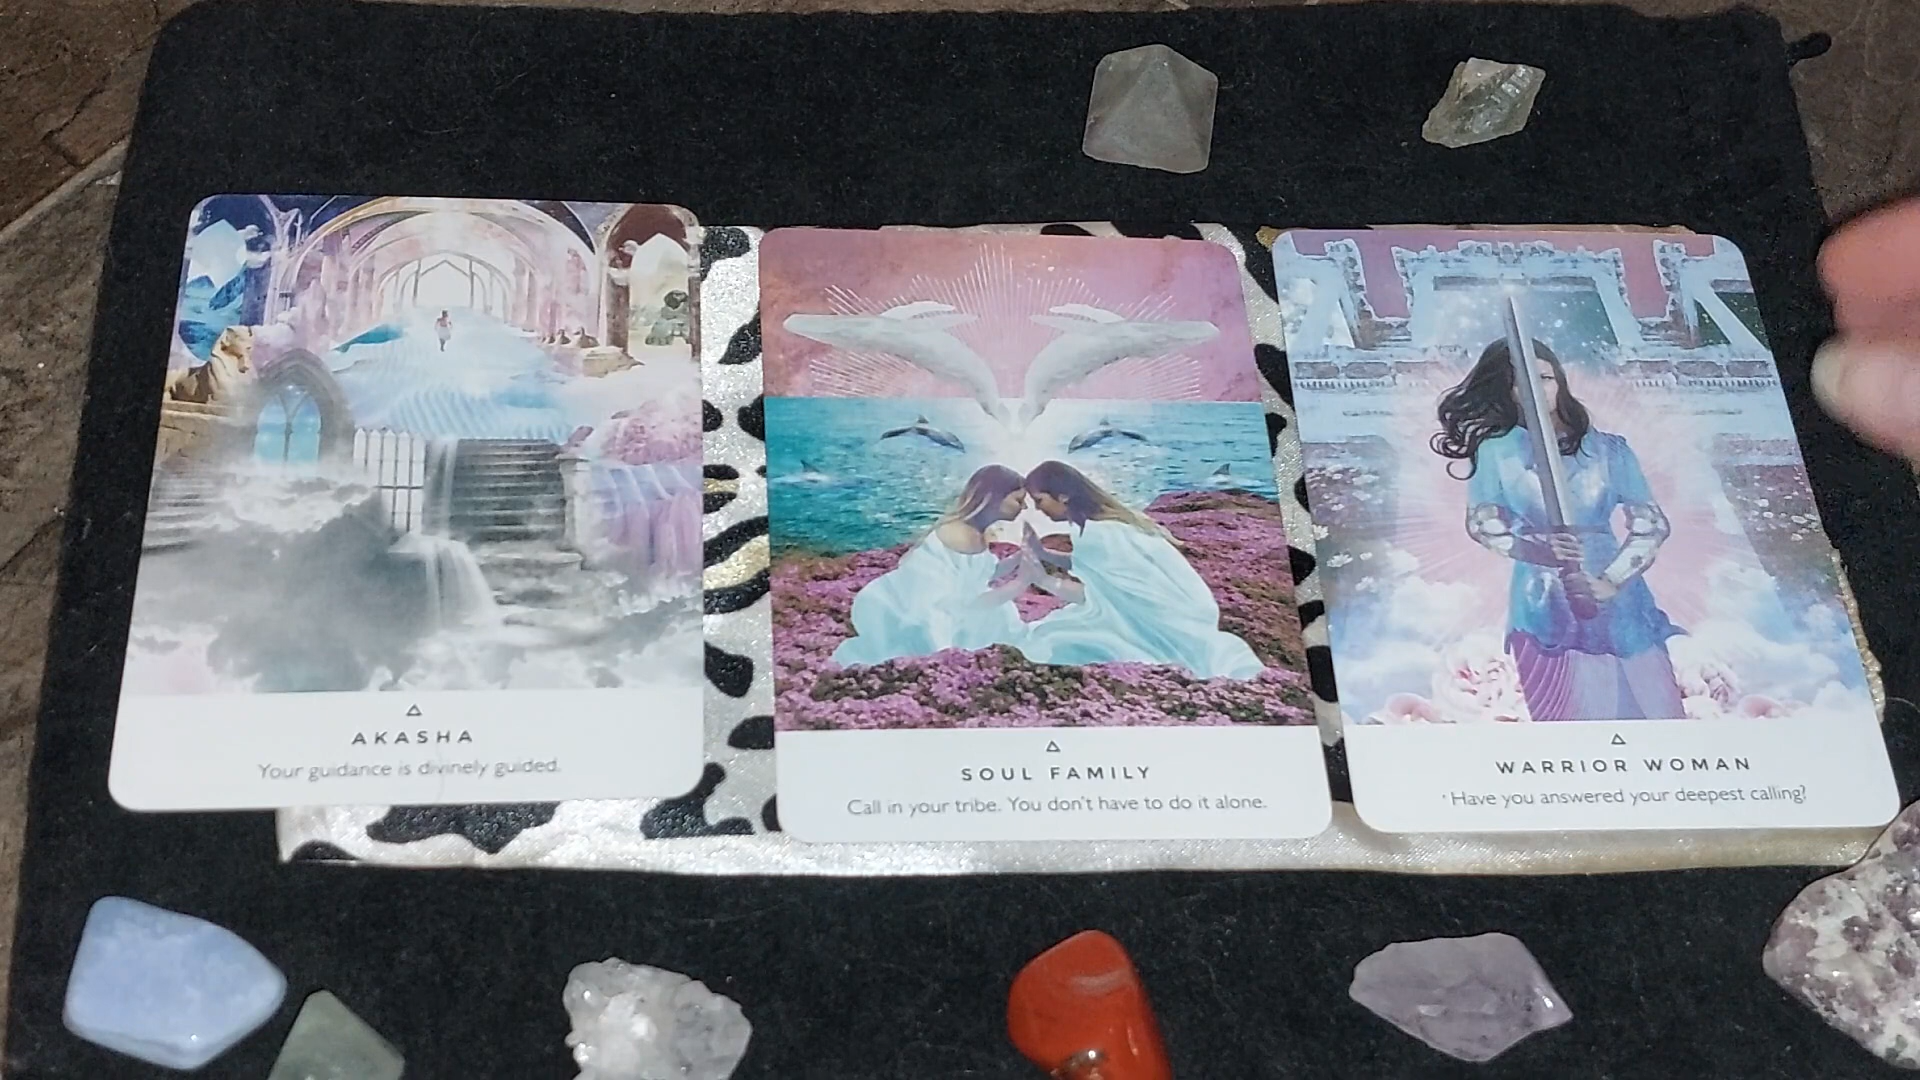 AKASHA
Your guidance is divinely guided.
SOUL FAMILY
Call in your tribe. You don't have to do it alone.
WARRIOR WOMAN
Have you answered your deepest calling?